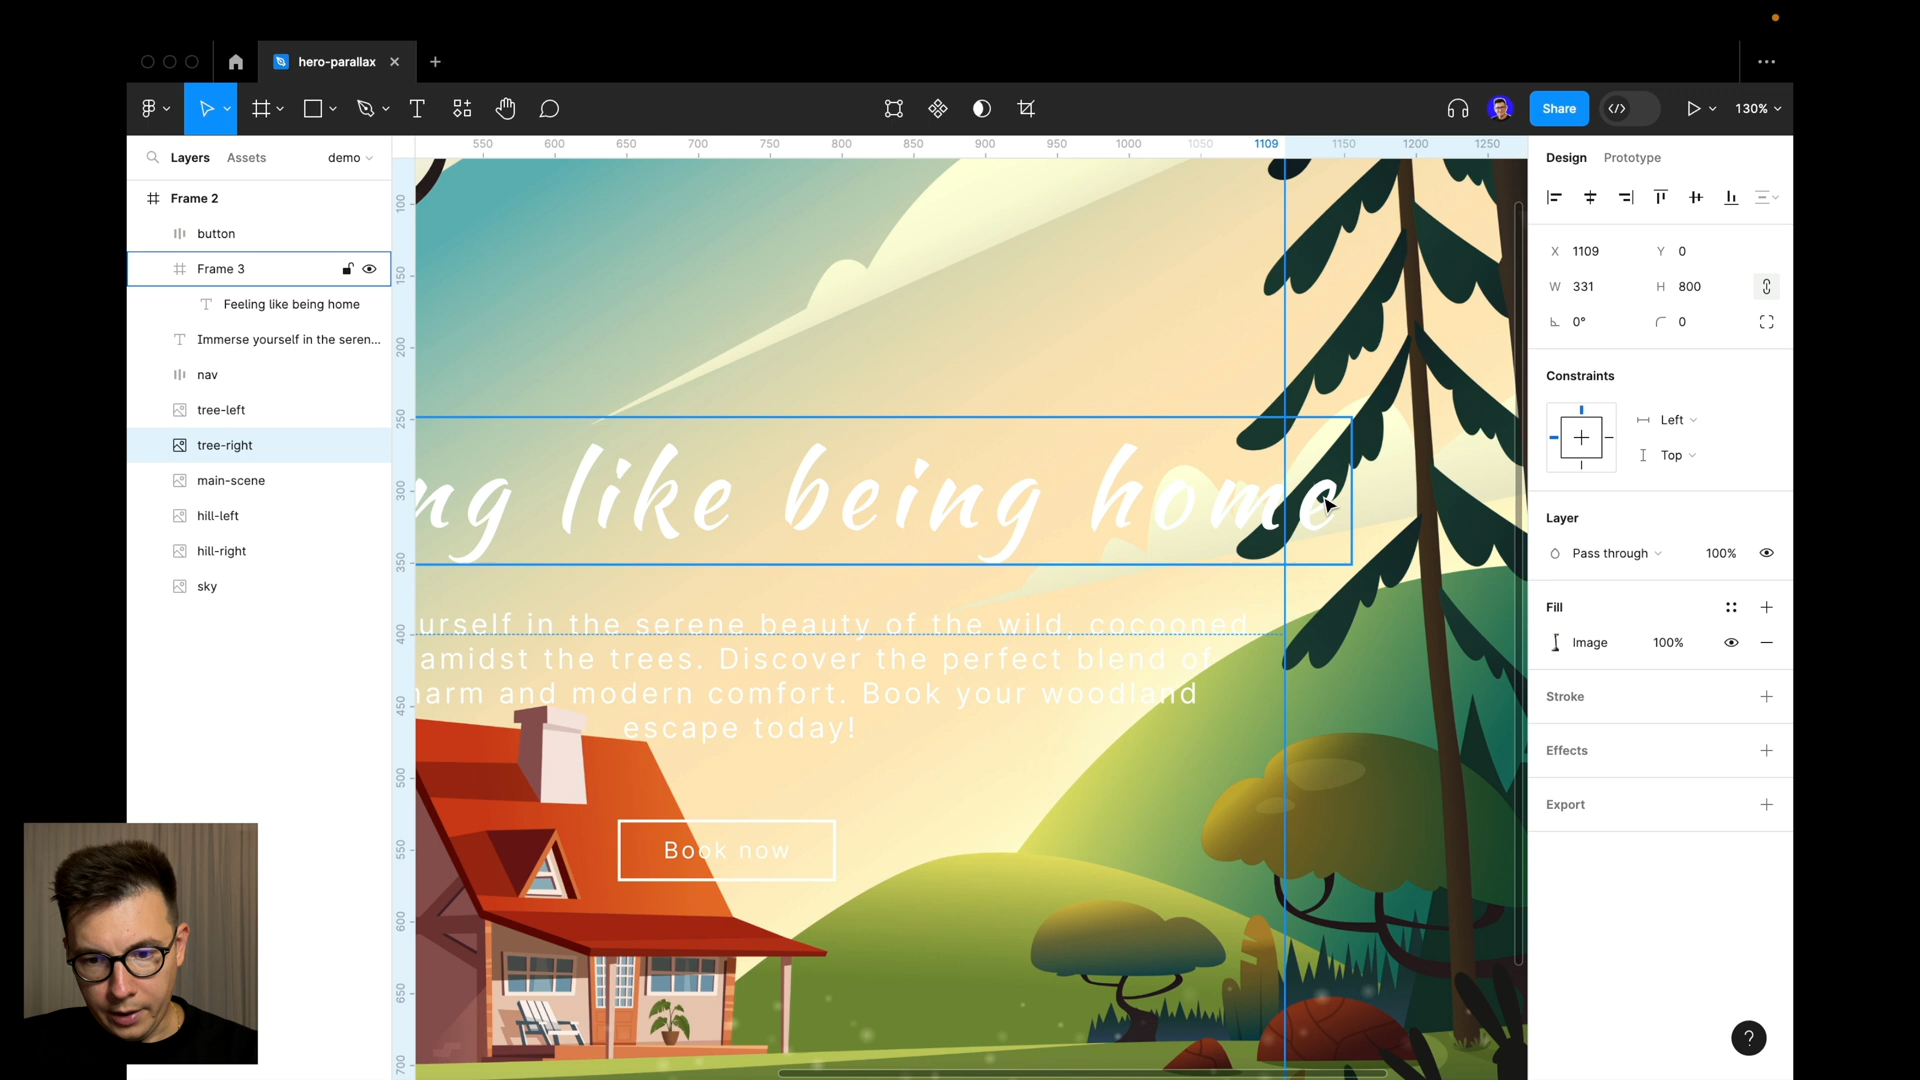 hero-parallax
Share
130%
Layers
Assets
demo
Frame 2
button
Frame 3
Feeling like being home
Immerse yourself in the seren...
nav
tree-left
tree-right
main-scene
hill-left
hill-right
sky
550 600 650 700 750 800 850 900 950 1000 1050 1109 1150 1200 1250
100
150
200
250
300
350
400
450
500
550
600
650
700
ng like being home
urself in the serene beauty of the wild, cocooned
amidst the trees. Discover the perfect blend of
harm and modern comfort. Book your woodland
escape today!
Book now
Design
Prototype
X 1109 Y 0
W 331 H 800
0° 0
Constraints
Left
Top
Layer
Pass through 100%
Fill
Image 100%
Stroke
Effects
Export
?